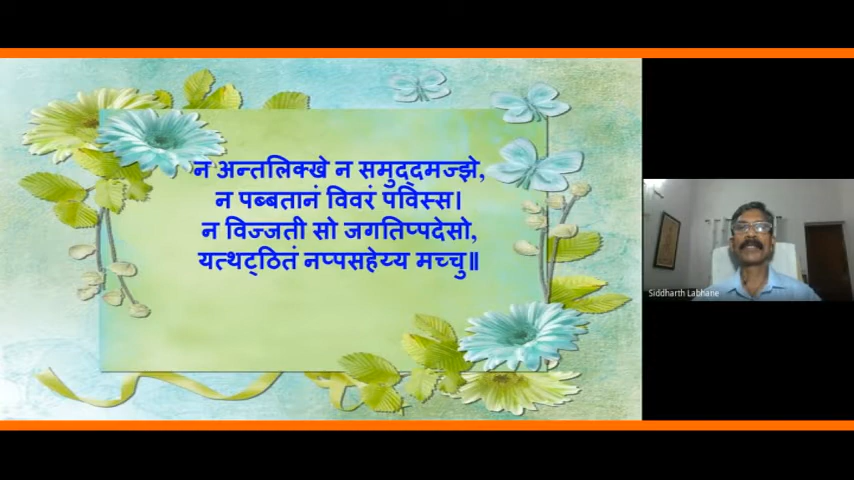 न अन्तलिक्खे न समुद्दमज्झे,
न पब्बतानं विवरं पविस्स।
न विज्जती सो जगतिप्पदेसो,
यत्थट्ठितं नप्पसहेय्य मच्चु॥
Siddharth Labhane